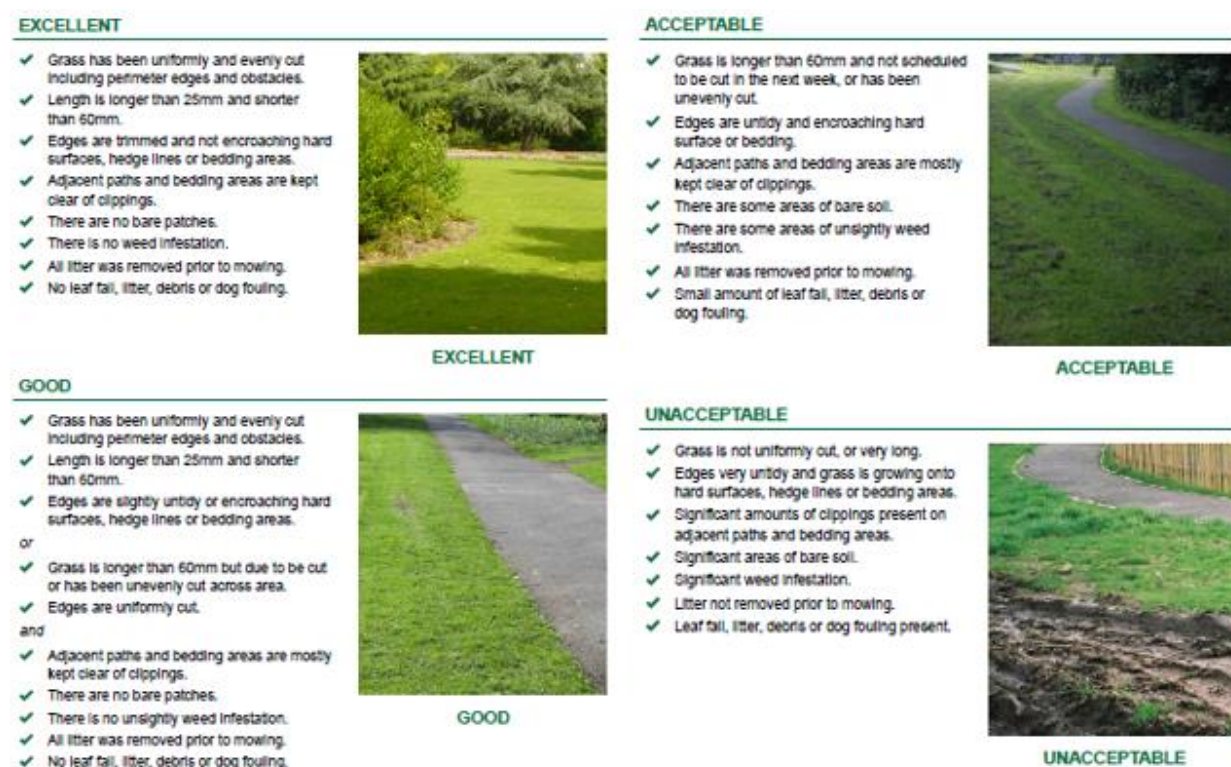 EXCELLENT
Grass has been uniformly and evenly cut
including perimeter edges and obstacles.
Length is longer than 25mm and shorter
than 60mm.
Edges are trimmed and not encroaching hard
surfaces, hedge lines or bedding areas.
Adjacent paths and bedding areas are kept
clear of clippings.
There are no bare patches.
There is no weed infestation.
All litter was removed prior to mowing.
No leaf fall, litter, debris or dog fouling.
EXCELLENT
GOOD
Grass has been uniformly and evenly cut
including perimeter edges and obstacles.
Length is longer than 25mm and shorter
than 60mm.
Edges are slightly untidy or encroaching hard
surfaces, hedge lines or bedding areas.
or
Grass is longer than 60mm but due to be cut
or has been unevenly cut across area.
Edges are uniformly cut.
and
Adjacent paths and bedding areas are mostly
kept clear of clippings.
There are no bare patches.
There is no unsightly weed infestation.
All litter was removed prior to mowing.
No leaf fall, litter, debris or dog fouling.
GOOD
ACCEPTABLE
Grass is longer than 60mm and not scheduled
to be cut in the next week, or has been
unevenly cut.
Edges are untidy and encroaching hard
surface or bedding.
Adjacent paths and bedding areas are mostly
kept clear of clippings.
There are some areas of bare soil.
There are some areas of unsightly weed
infestation.
All litter was removed prior to mowing.
Small amount of leaf fall, litter, debris or
dog fouling.
ACCEPTABLE
UNACCEPTABLE
Grass is not uniformly cut, or very long.
Edges very untidy and grass is growing onto
hard surfaces, hedge lines or bedding areas.
Significant amounts of clippings present on
adjacent paths and bedding areas.
Significant areas of bare soil.
Significant weed infestation.
Litter not removed prior to mowing.
Leaf fall, litter, debris or dog fouling present.
UNACCEPTABLE